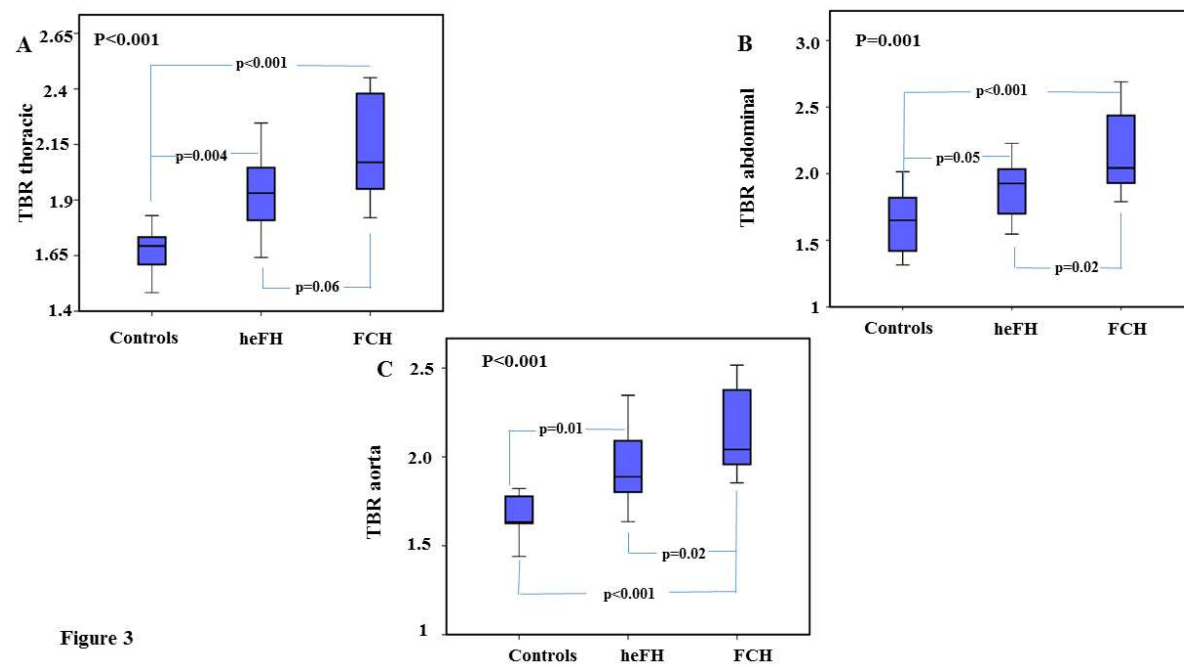 A
P<0.001
2.65
p<0.001
2.4
TBR thoracic
2.15
p=0.004
1.9
1.65
p=0.06
1.4
Controls heFH FCH
B
P=0.001
3.0
p<0.001
2.5
TBR abdominal
p=0.05
2.0
1.5
p=0.02
1
Controls heFH FCH
C
P<0.001
2.5
p=0.01
2.0
TBR aorta
p=0.02
1.5
p<0.001
1
Controls heFH FCH
Figure 3